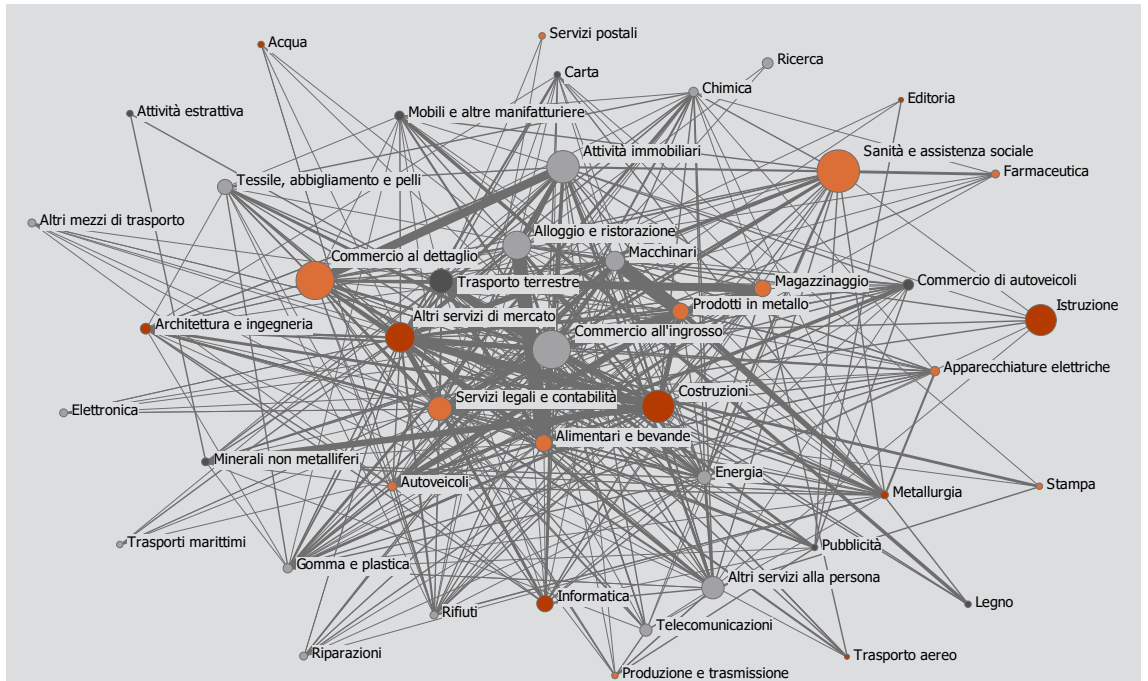 Servizi postali
Acqua
Ricerca
Carta
Chimica
Editoria
Attività estrattiva
Mobili e altre manifatturiere
Attività immobiliari
Sanità e assistenza sociale
Farmaceutica
Tessile, abbigliamento e pelli
Altri mezzi di trasporto
Alloggio e ristorazione
Commercio al dettaglio
Macchinari
Trasporto terrestre
Magazzinaggio
Commercio di autoveicoli
Prodotti in metallo
Istruzione
Architettura e ingegneria
Altri servizi di mercato
Commercio all'ingrosso
Apparecchiature elettriche
Elettronica
Servizi legali e contabilità
Costruzioni
Alimentari e bevande
Minerali non metalliferi
Energia
Autoveicoli
Metallurgia
Stampa
Trasporti marittimi
Pubblicità
Gomma e plastica
Altri servizi alla persona
Informatica
Legno
Rifiuti
Telecomunicazioni
Riparazioni
Trasporto aereo
Produzione e trasmissione